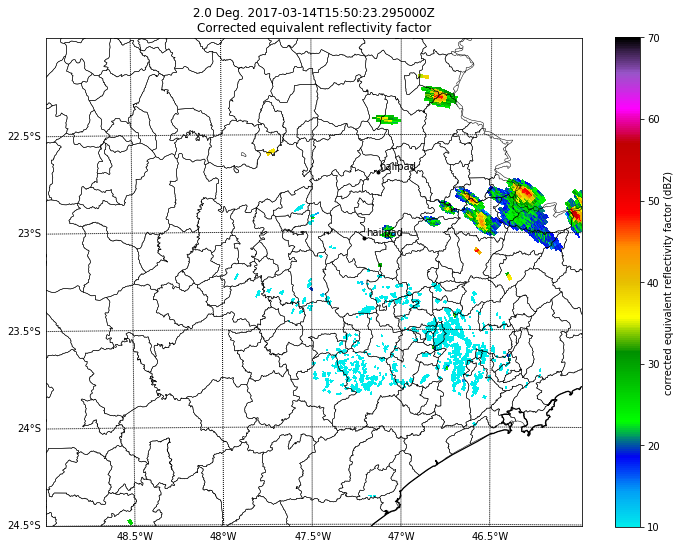 2.0 Deg. 2017-03-14T15:50:23.295000Z
Corrected equivalent reflectivity factor
22.5°S
23°S
23.5°S
24°S
24.5°S
48.5°W
48°W
47.5°W
47°W
46.5°W
hailpad
hailpad
70
60
50
40
30
20
10
corrected equivalent reflectivity factor (dBZ)